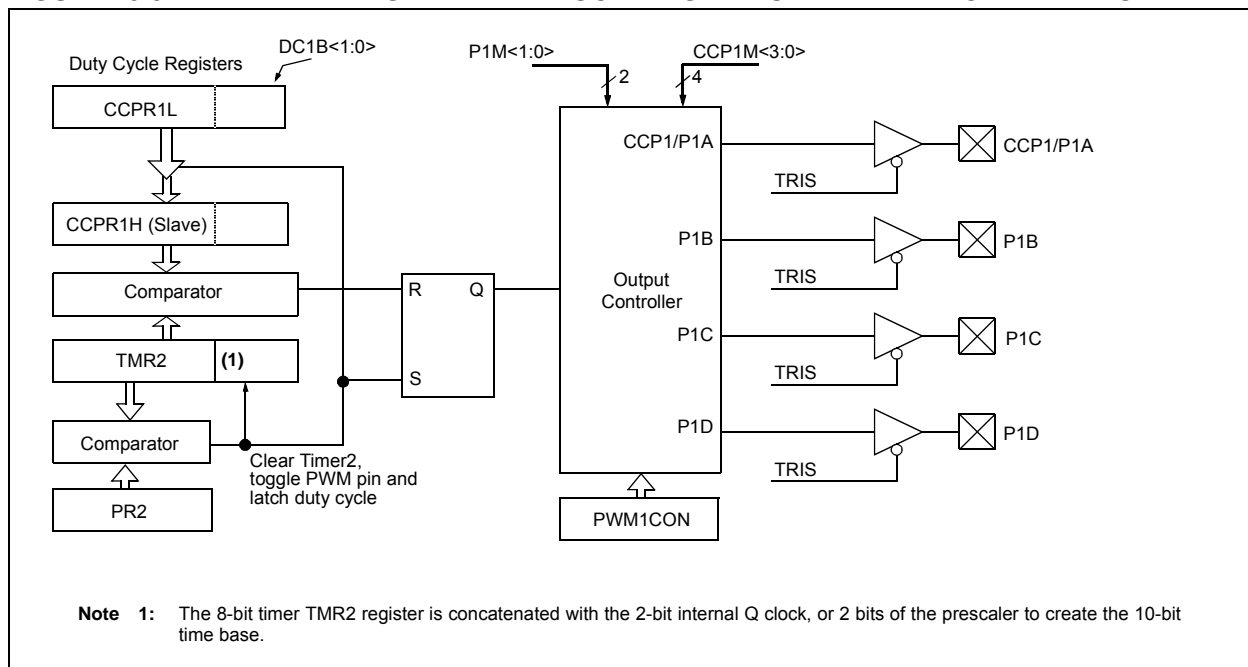 DC1B<1:0>
Duty Cycle Registers
CCPR1L
CCPR1H (Slave)
Comparator
TMR2
(1)
Comparator
PR2
Clear Timer2,
toggle PWM pin and
latch duty cycle
R
Q
S
P1M<1:0>
2
CCP1M<3:0>
4
Output
Controller
CCP1/P1A
P1B
P1C
P1D
PWM1CON
TRIS
CCP1/P1A
TRIS
P1B
TRIS
P1C
TRIS
P1D
Note 1: The 8-bit timer TMR2 register is concatenated with the 2-bit internal Q clock, or 2 bits of the prescaler to create the 10-bit
time base.